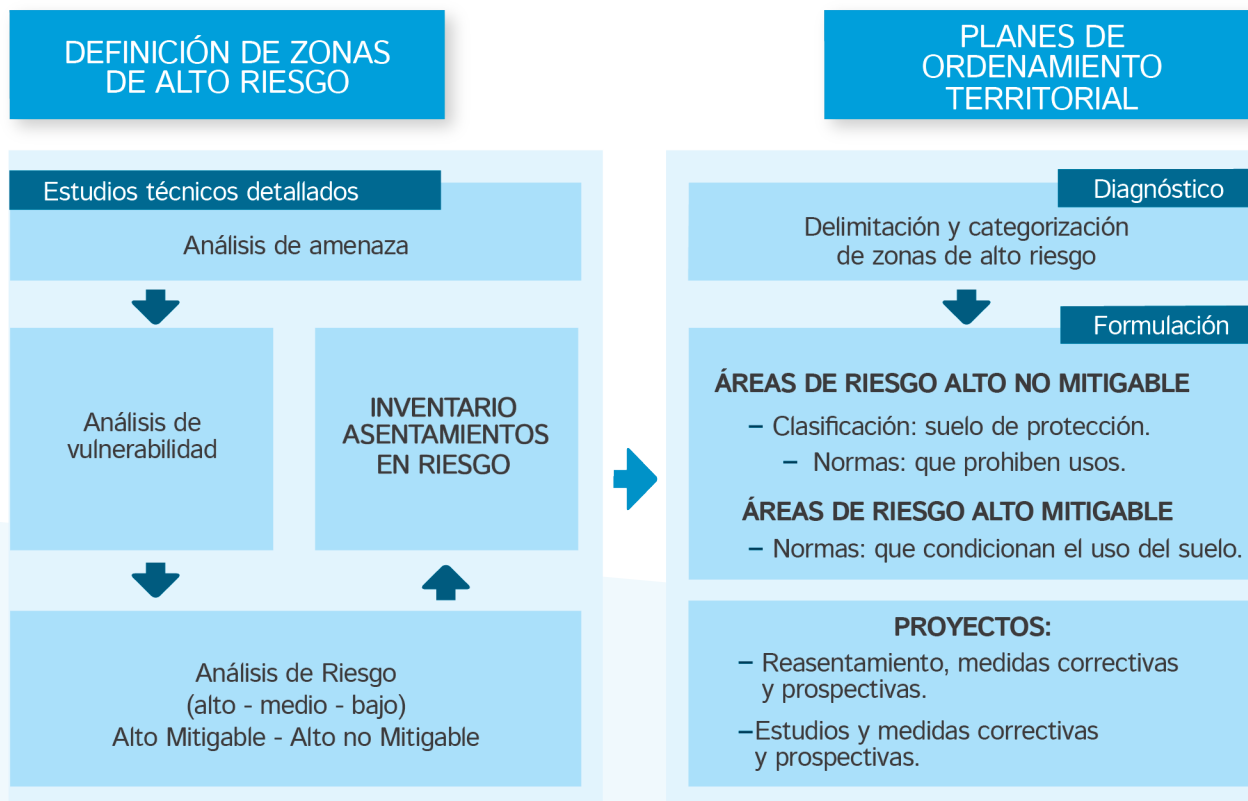 DEFINICIÓN DE ZONAS
DE ALTO RIESGO
Estudios técnicos detallados
Análisis de amenaza
Análisis de
vulnerabilidad
INVENTARIO
ASENTAMIENTOS
EN RIESGO
Análisis de Riesgo
(alto - medio - bajo)
Alto Mitigable - Alto no Mitigable
PLANES DE
ORDENAMIENTO
TERRITORIAL
Diagnóstico
Delimitación y categorización
de zonas de alto riesgo
Formulación
ÁREAS DE RIESGO ALTO NO MITIGABLE
– Clasificación: suelo de protección.
– Normas: que prohiben usos.
ÁREAS DE RIESGO ALTO MITIGABLE
– Normas: que condicionan el uso del suelo.
PROYECTOS:
– Reasentamiento, medidas correctivas
y prospectivas.
–Estudios y medidas correctivas
y prospectivas.